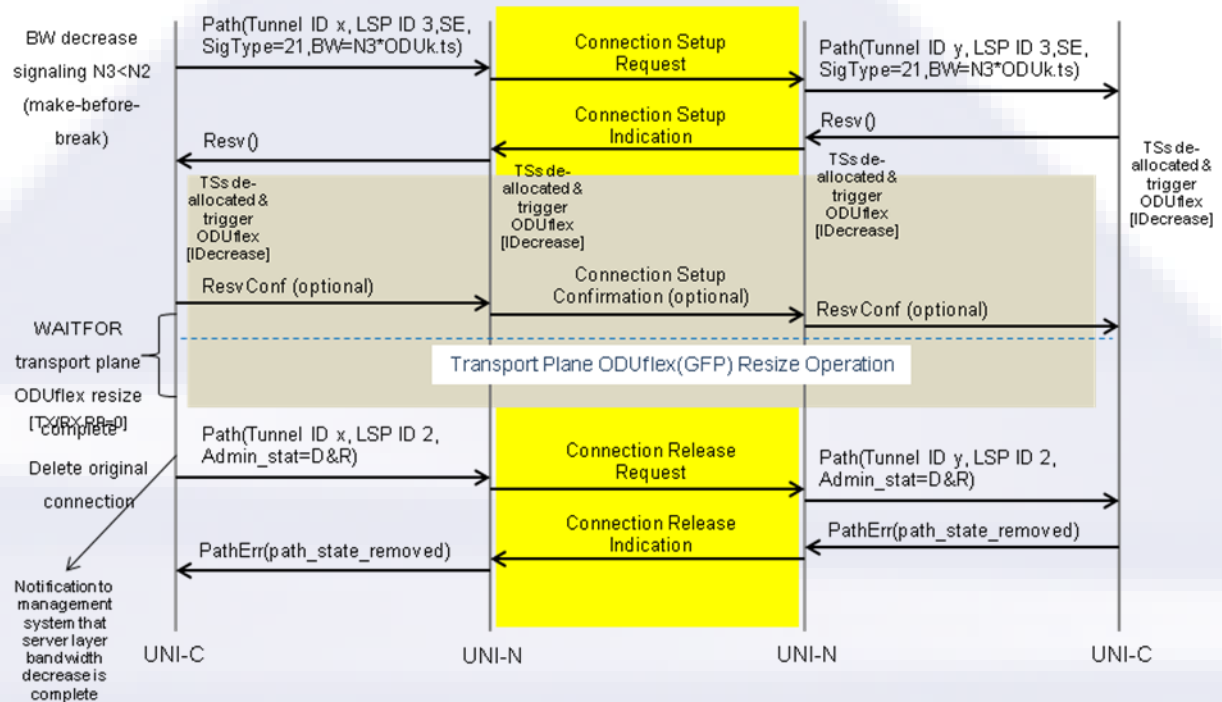 BW decrease
signaling N3<N2
(make-before-
break)
Path(Tunnel ID x, LSP ID 3,SE,
SigType=21,BW=N3*ODUk.ts)
Connection Setup
Request
Path(Tunnel ID y, LSP ID 3,SE,
SigType=21,BW=N3*ODUk.ts)
Resv()
Connection Setup
Indication
Resv()
TSs de-
allocated &
trigger
ODUflex
[IDecrease]
TSs de-
allocated &
trigger
ODUflex
[IDecrease]
TSs de-
allocated &
trigger
ODUflex
[IDecrease]
TSs de-
allocated &
trigger
ODUflex
[IDecrease]
ResvConf (optional)
Connection Setup
Confirmation (optional)
ResvConf (optional)
WAITFOR
transport plane
ODUflex resize
[TX/RX RP=0]
complete
Transport Plane ODUflex(GFP) Resize Operation
Delete original
connection
Path(Tunnel ID x, LSP ID 2,
Admin_stat=D&R)
Connection Release
Request
Path(Tunnel ID y, LSP ID 2,
Admin_stat=D&R)
PathErr(path_state_removed)
Connection Release
Indication
PathErr(path_state_removed)
Notification to
management
system that
server layer
bandwidth
decrease is
complete
UNI-C
UNI-N
UNI-N
UNI-C